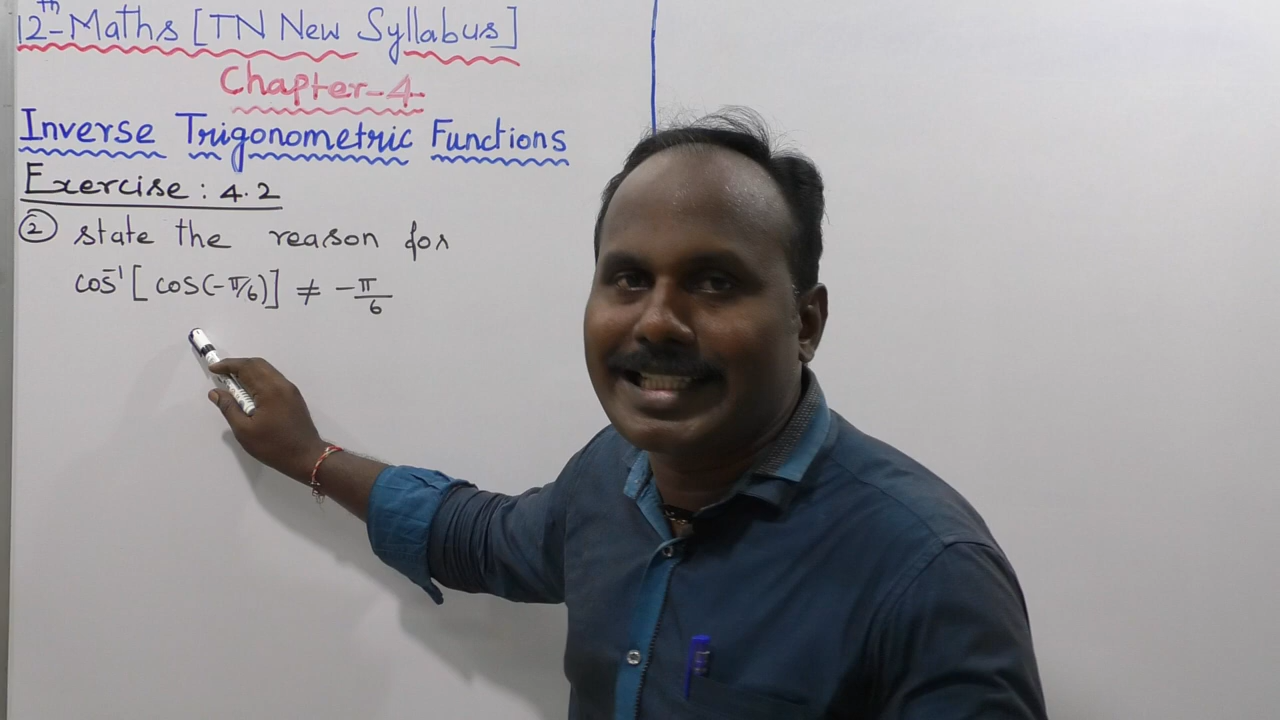 12th-Maths [TN New Syllabus]
Chapter-4
Inverse Trigonometric Functions
Exercise: 4.2
② state the reason for
cos⁻¹[cos(-π/6)] ≠ -π/6